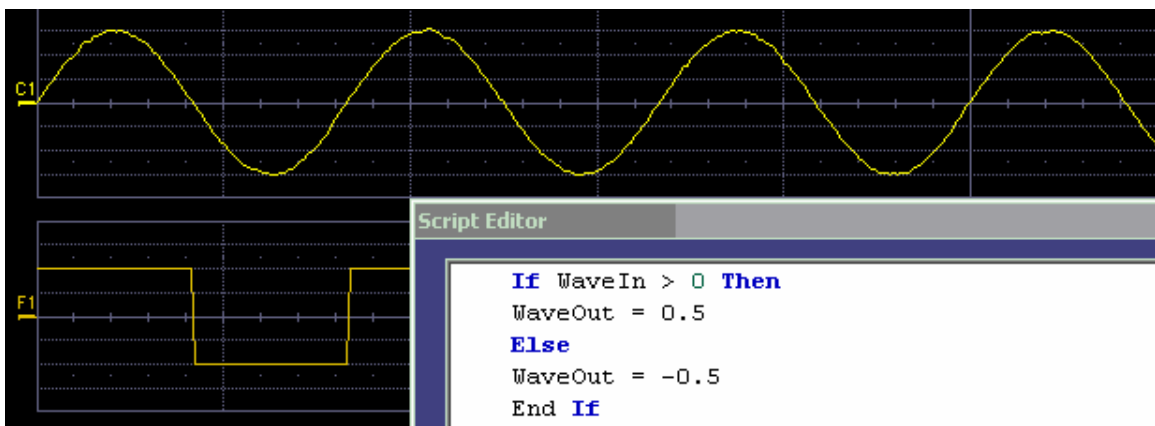 C1
F1
Script Editor
If WaveIn > 0 Then
WaveOut = 0.5
Else
WaveOut = -0.5
End If